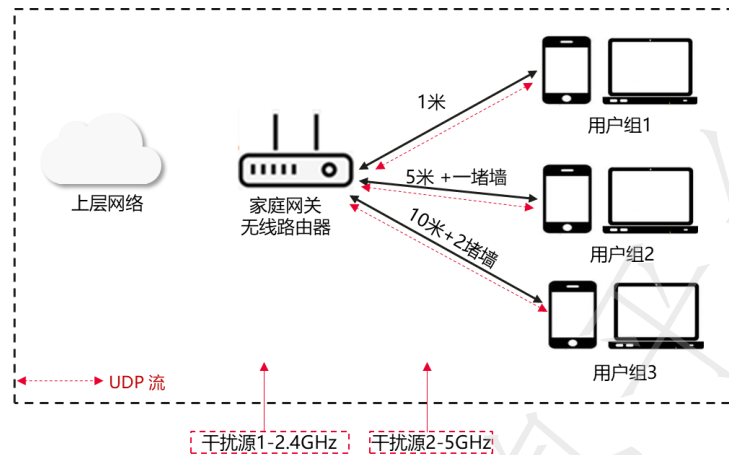 1米
用户组1
上层网络
家庭网关
无线路由器
5米 +一堵墙
用户组2
10米+2堵墙
用户组3
UDP 流
干扰源1-2.4GHz
干扰源2-5GHz